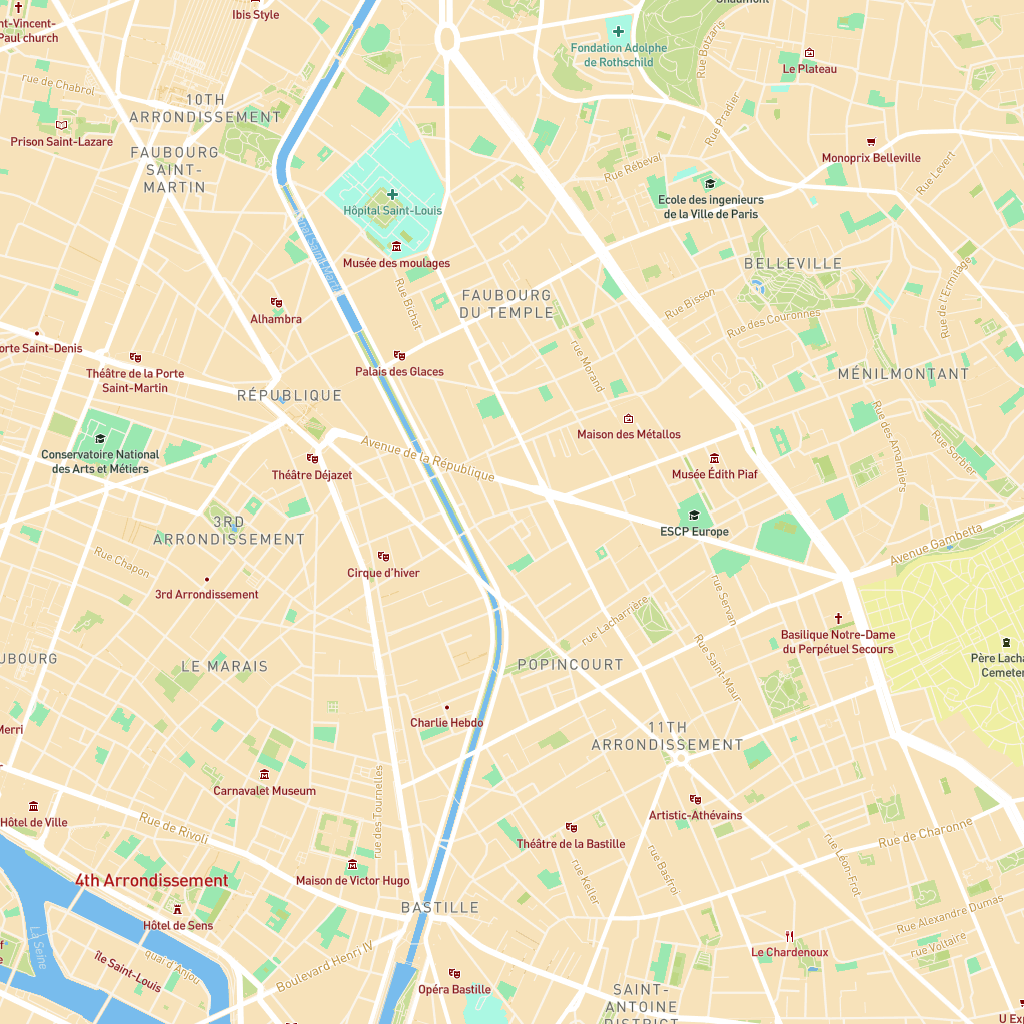 Ibis Style
nt-Vincent-
Paul church
Chaumont
Fondation Adolphe
de Rothschild
Rue Botzaris
Le Plateau
rue de Chabrol
10TH
ARRONDISSEMENT
Rue Pradier
Prison Saint-Lazare
FAUBOURG
SAINT-
MARTIN
Monoprix Belleville
Rue Rébeval
Rue Levert
Ecole des ingenieurs
de la Ville de Paris
Hôpital Saint-Louis
Musée des moulages
BELLEVILLE
Rue Bichat
FAUBOURG
DU TEMPLE
Rue Bisson
Rue de l'Ermitage
Alhambra
Rue des Couronnes
orte Saint-Denis
Théâtre de la Porte
Saint-Martin
Palais des Glaces
rue Morand
MÉNILMONTANT
RÉPUBLIQUE
Maison des Métallos
Rue des Amandiers
Rue Sorbier
Conservatoire National
des Arts et Métiers
Avenue de la République
Théâtre Déjazet
Musée Édith Piaf
3RD
ARRONDISSEMENT
ESCP Europe
Avenue Gambetta
Rue Chapon
Cirque d'hiver
3rd Arrondissement
rue Servan
rue Lacharrière
Basilique Notre-Dame
du Perpétuel Secours
Père Lacha
Cemeter
UBOURG
LE MARAIS
POPINCOURT
Rue Saint-Maur
Charlie Hebdo
Merri
11TH
ARRONDISSEMENT
Carnavalet Museum
rue des Tournelles
Hôtel de Ville
Rue de Rivoli
Artistic-Athévains
Théâtre de la Bastille
Rue de Charonne
rue Keller
rue Basfroi
rue Léon-Frot
4th Arrondissement
Maison de Victor Hugo
Hôtel de Sens
BASTILLE
Rue Alexandre Dumas
rue Voltaire
La Seine
île Saint-Louis
quai d'Anjou
Boulevard Henri IV
Le Chardenoux
Opéra Bastille
SAINT-
ANTOINE
DISTRICT
U Exp